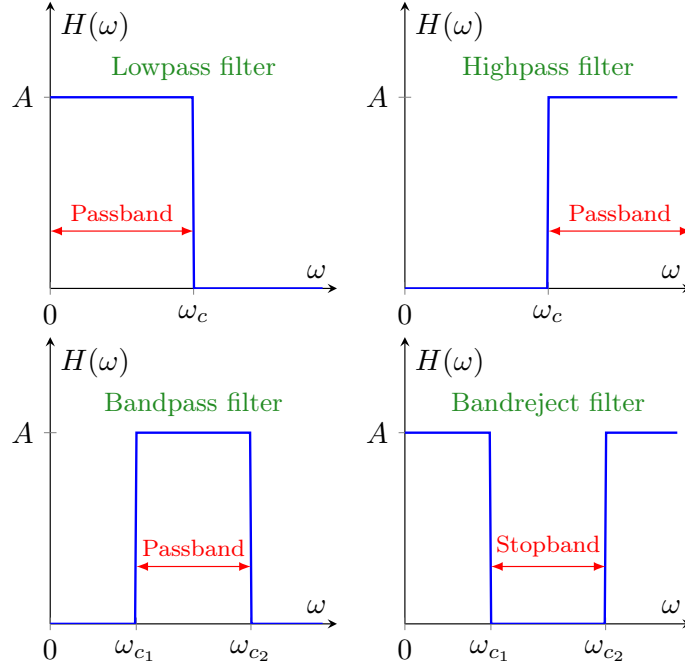 H(ω)
Lowpass filter
A
Passband
ω
0
ω_c
H(ω)
Highpass filter
Passband
ω
0
ω_c
H(ω)
Bandpass filter
A
Passband
ω
0
ω_{c_1}
ω_{c_2}
H(ω)
Bandreject filter
A
Stopband
ω
0
ω_{c_1}
ω_{c_2}